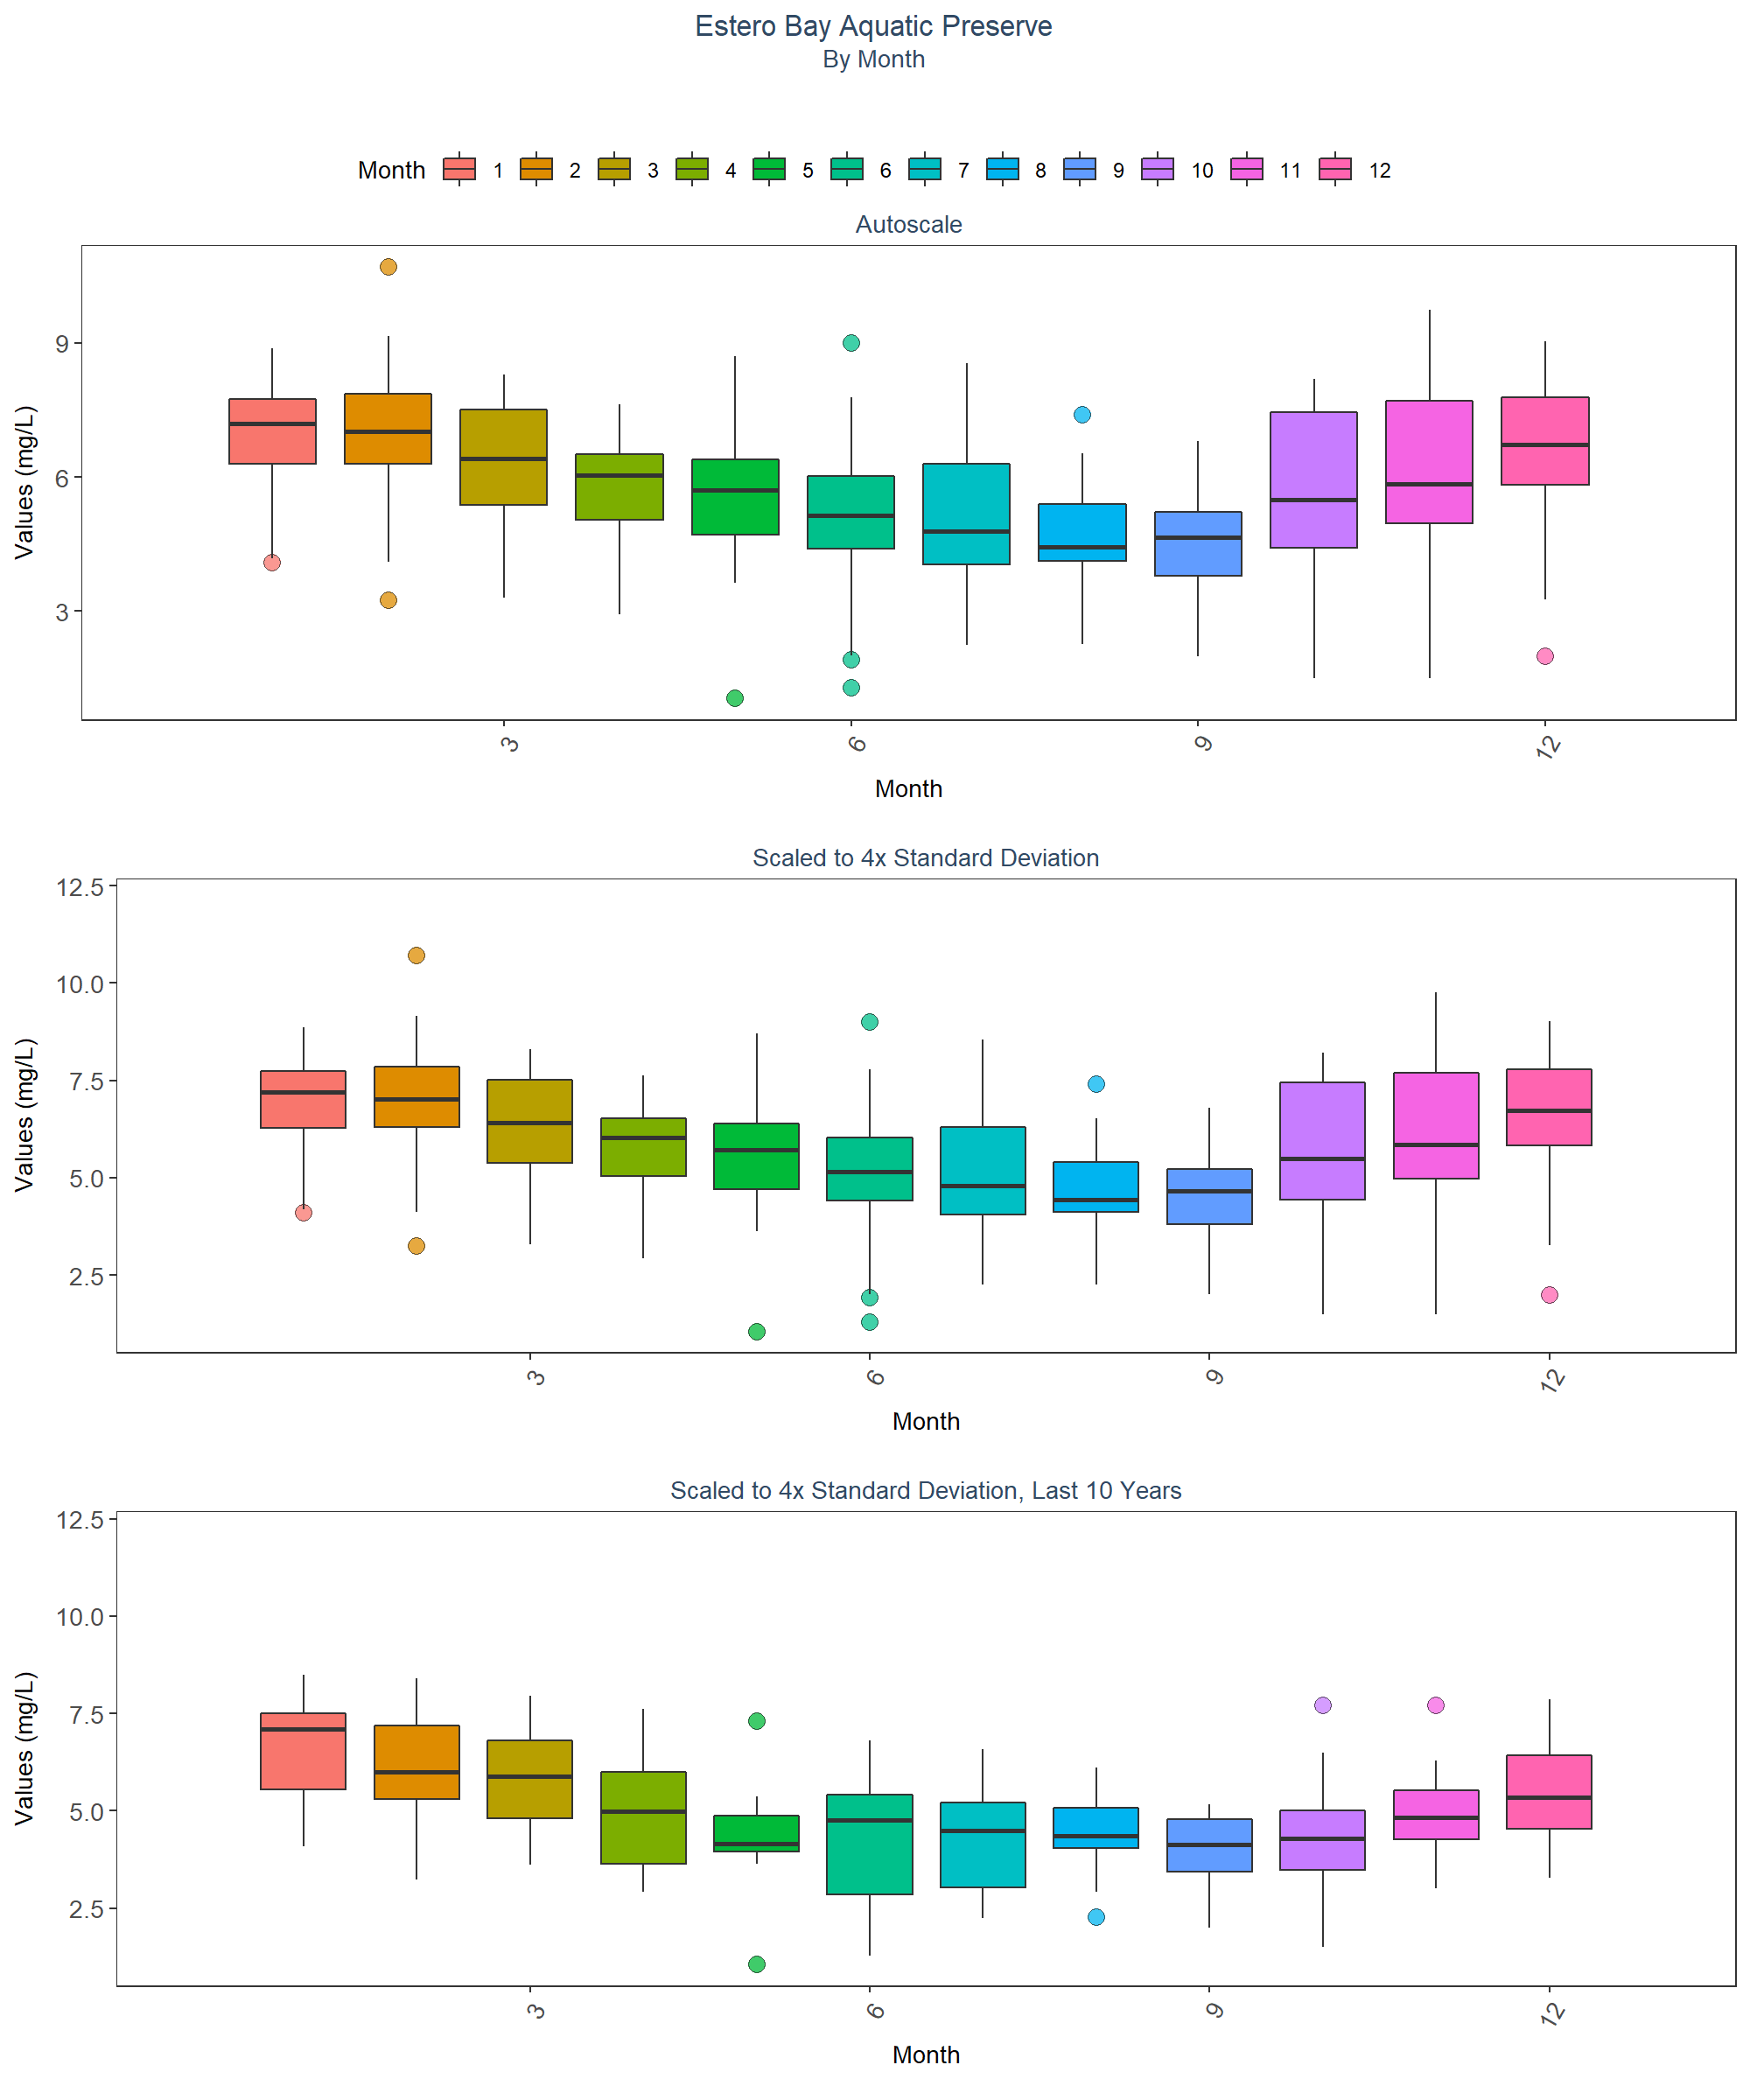 Estero Bay Aquatic Preserve
By Month
Month 1 2 3 4 5 6 7 8 9 10 11 12
Autoscale
Values (mg/L)
9
6
3
3 6 9 12
Month
Scaled to 4x Standard Deviation
Values (mg/L)
12.5
10.0
7.5
5.0
2.5
3 6 9 12
Month
Scaled to 4x Standard Deviation, Last 10 Years
Values (mg/L)
12.5
10.0
7.5
5.0
2.5
3 6 9 12
Month